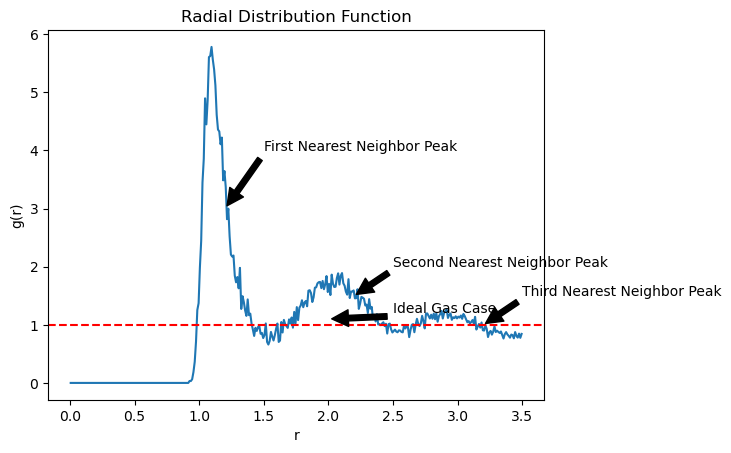 Radial Distribution Function
6
5
4
3
2
1
0
g(r)
First Nearest Neighbor Peak
Second Nearest Neighbor Peak
Third Nearest Neighbor Peak
Ideal Gas Case
0.0 0.5 1.0 1.5 2.0 2.5 3.0 3.5
r